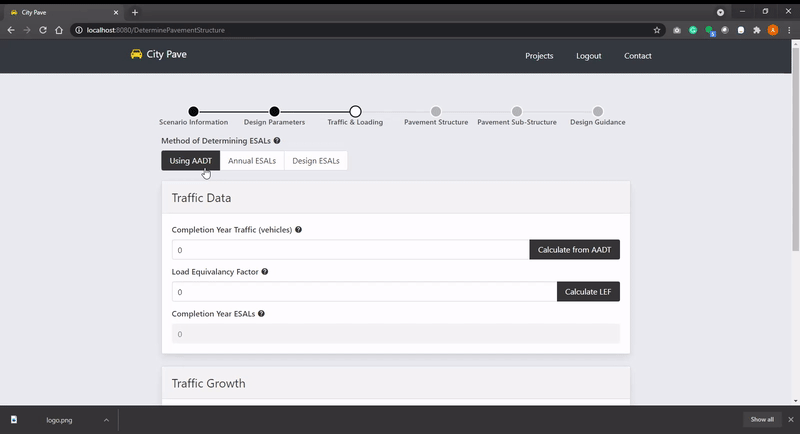 City Pave
localhost:8080/DeterminePavementStructure
City Pave
Projects
Logout
Contact
Scenario Information
Design Parameters
Traffic & Loading
Pavement Structure
Pavement Sub-Structure
Design Guidance
Method of Determining ESALs
Using AADT
Annual ESALs
Design ESALs
Traffic Data
Completion Year Traffic (vehicles)
0
Calculate from AADT
Load Equivalancy Factor
0
Calculate LEF
Completion Year ESALs
0
Traffic Growth
logo.png
Show all